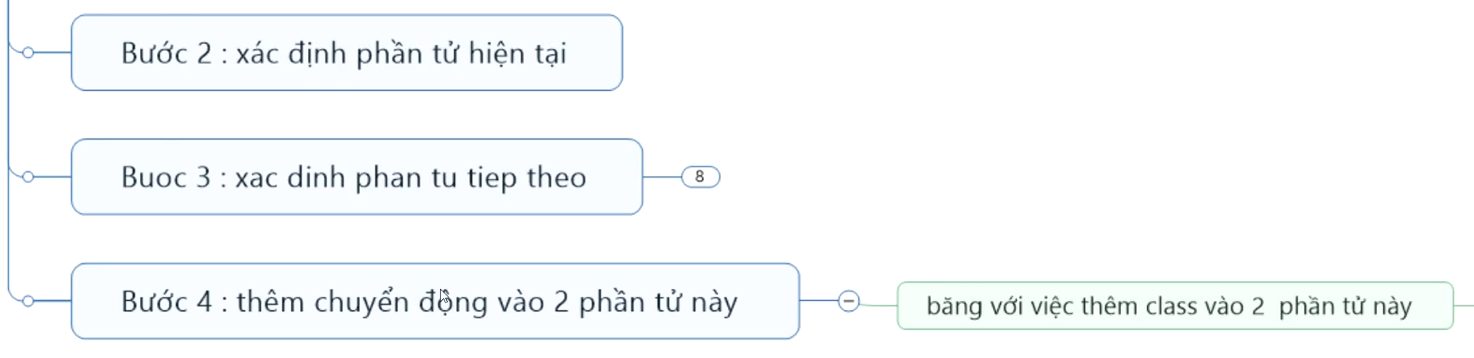 Bước 2 : xác định phần tử hiện tại
Buoc 3 : xac dinh phan tu tiep theo
8
Bước 4 : thêm chuyển động vào 2 phần tử này
băng với việc thêm class vào 2  phần tử này